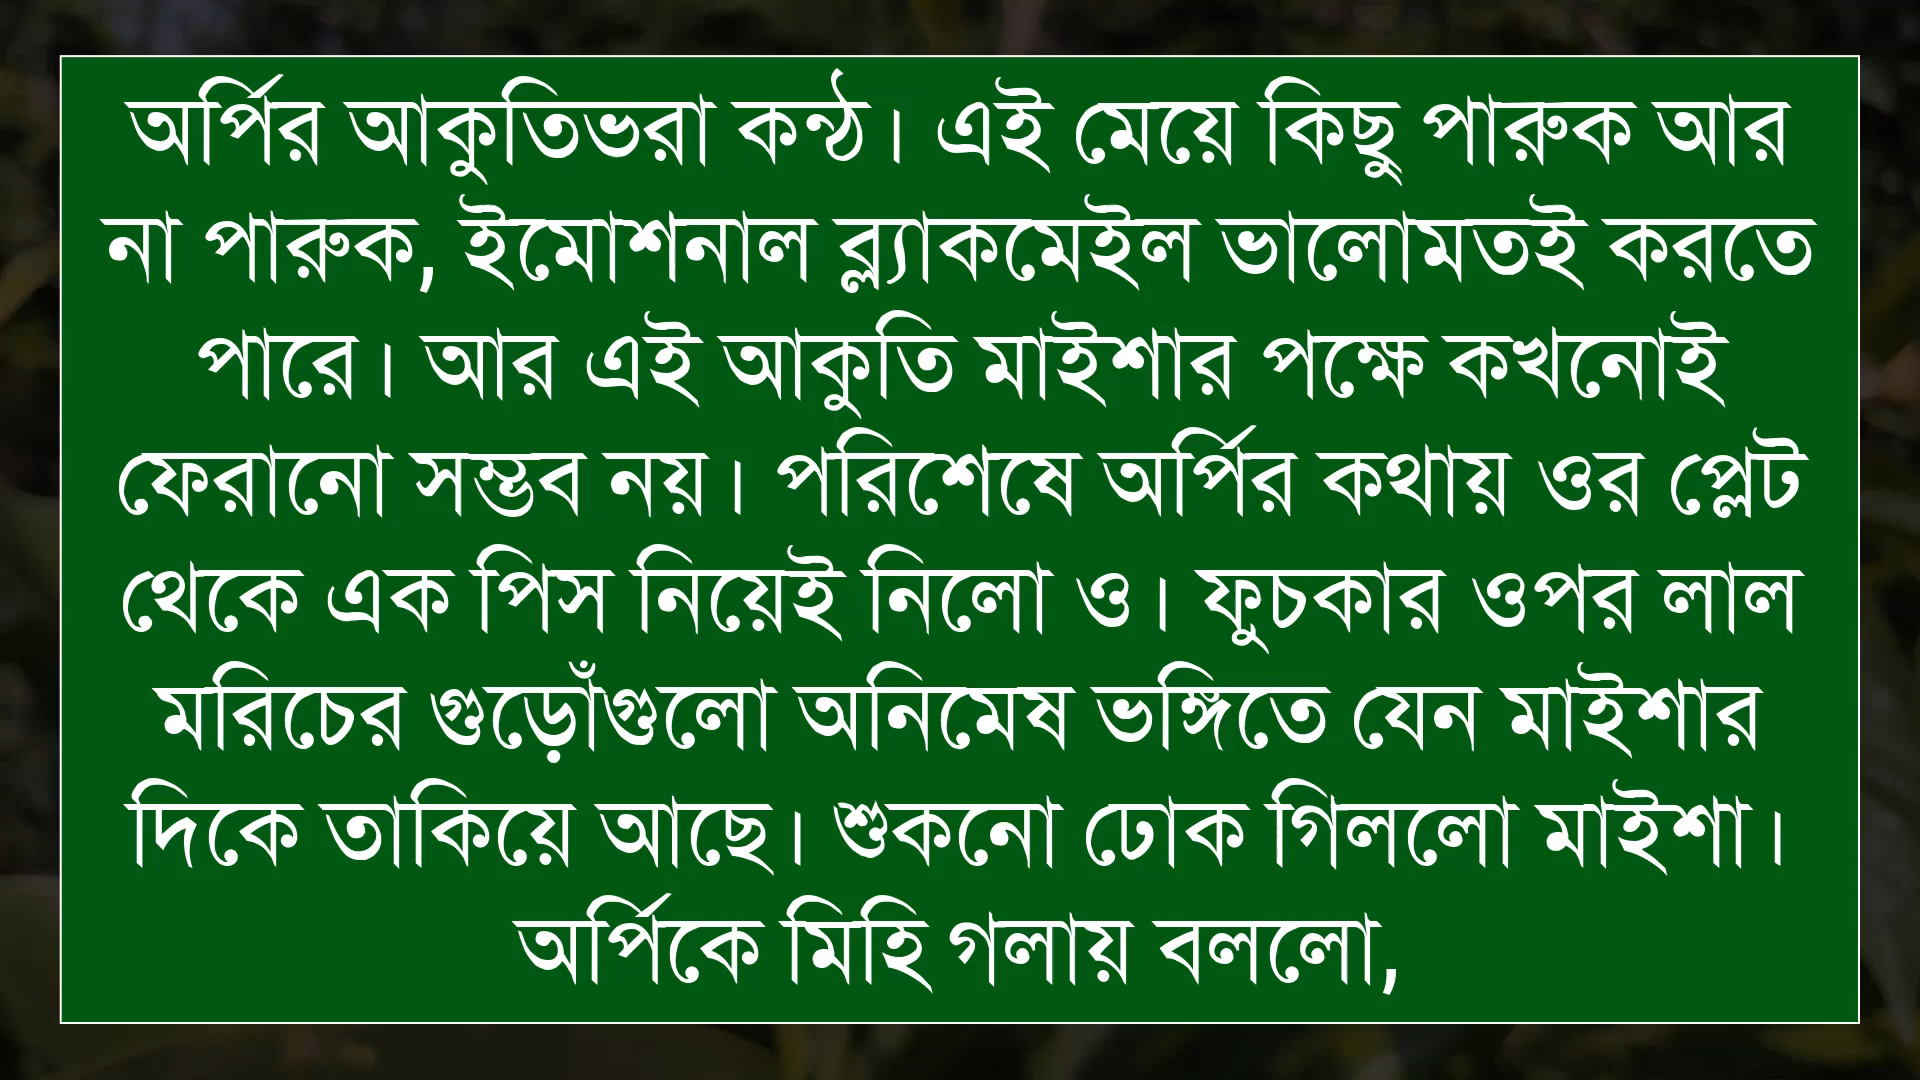 অর্পির আকুতিভরা কন্ঠ। এই মেয়ে কিছু পারুক আর
না পারুক, ইমোশনাল ব্ল্যাকমেইল ভালোমতই করতে
পারে। আর এই আকুতি মাইশার পক্ষে কখনোই
ফেরানো সম্ভব নয়। পরিশেষে অর্পির কথায় ওর প্লেট
থেকে এক পিস নিয়েই নিলো ও। ফুচকার ওপর লাল
মরিচের গুড়োঁগুলো অনিমেষ ভঙ্গিতে যেন মাইশার
দিকে তাকিয়ে আছে। শুকনো ঢোক গিললো মাইশা।
অর্পিকে মিহি গলায় বললো,